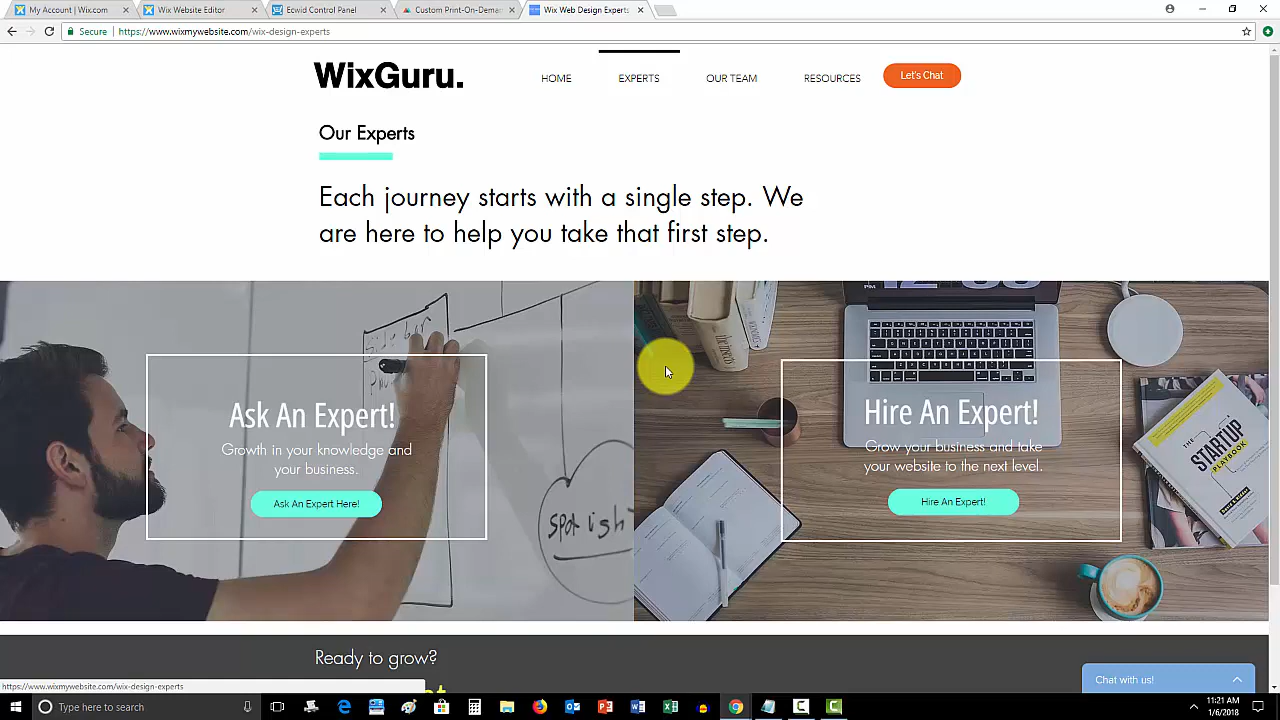 My Account | Wix.com
Wix Website Editor
Ecwid Control Panel
Custom Print-On-Dema
Wix Web Design Experts
Secure
https://www.wixmywebsite.com/wix-design-experts
WixGuru.
HOME
EXPERTS
OUR TEAM
RESOURCES
Let's Chat
Our Experts
Each journey starts with a single step. We
are here to help you take that first step.
Ask An Expert!
Growth in your knowledge and
your business.
Ask An Expert Here!
Hire An Expert!
Grow your business and take
your website to the next level.
Hire An Expert!
THE
STARTUP
PLAYBOOK
Ready to grow?
https://www.wixmywebsite.com/wix-design-experts
Chat with us!
Type here to search
11:21 AM
1/6/2018